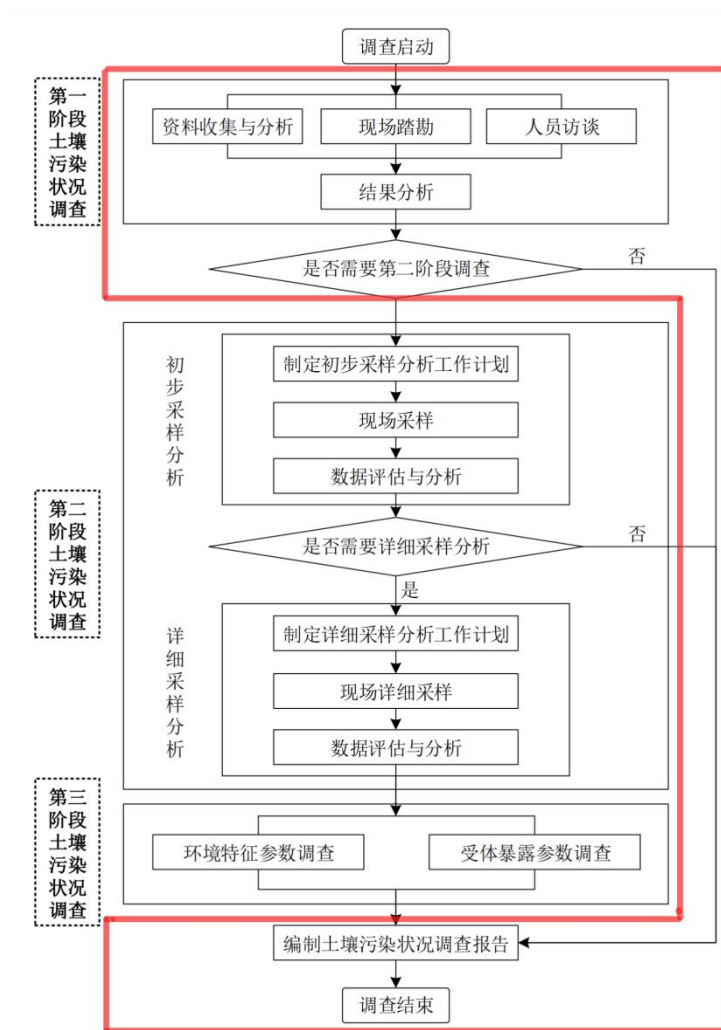 调查启动
第一
阶段
土壤
污染
状况
调查
资料收集与分析
现场踏勘
人员访谈
结果分析
是否需要第二阶段调查
否
初步采样分析
制定初步采样分析工作计划
现场采样
数据评估与分析
第二
阶段
土壤
污染
状况
调查
是否需要详细采样分析
否
是
详细采样分析
制定详细采样分析工作计划
现场详细采样
数据评估与分析
第三
阶段
土壤
污染
状况
调查
环境特征参数调查
受体暴露参数调查
编制土壤污染状况调查报告
调查结束